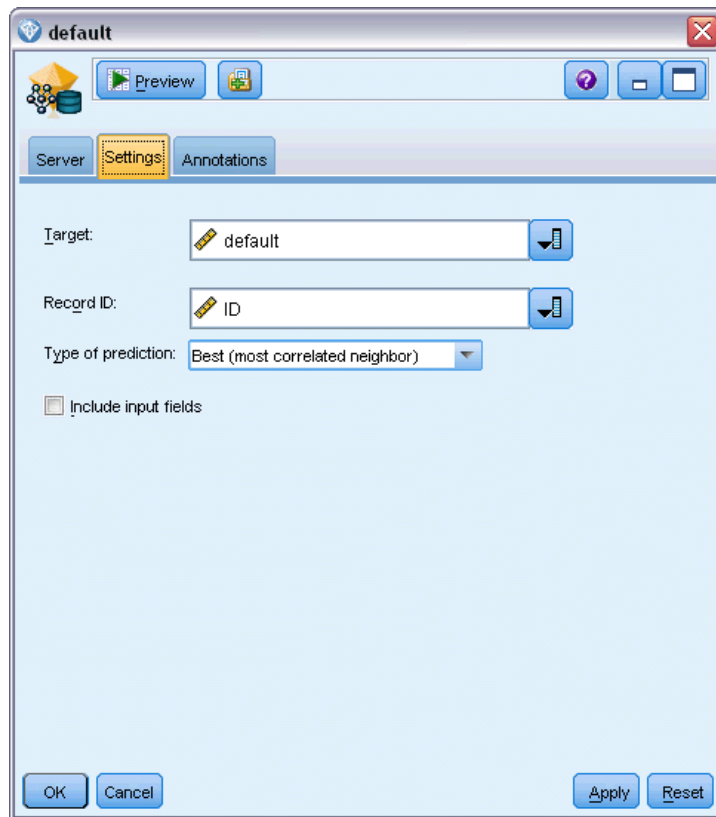 default
Preview
Server Settings Annotations
Target: default
Record ID: ID
Type of prediction: Best (most correlated neighbor)
Include input fields
OK Cancel Apply Reset